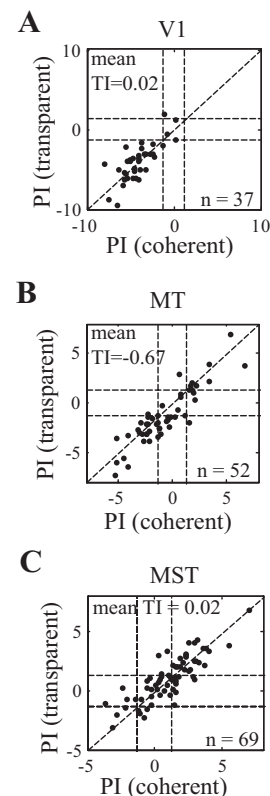 A
V1
10
mean
TI=0.02
0
-10
n = 37
-10
0
10
PI (transparent)
PI (coherent)
B
MT
mean
TI=-0.67
5
0
-5
n = 52
-5
0
5
PI (transparent)
PI (coherent)
C
MST
mean TI = 0.02
5
0
-5
n = 69
-5
0
5
PI (transparent)
PI (coherent)